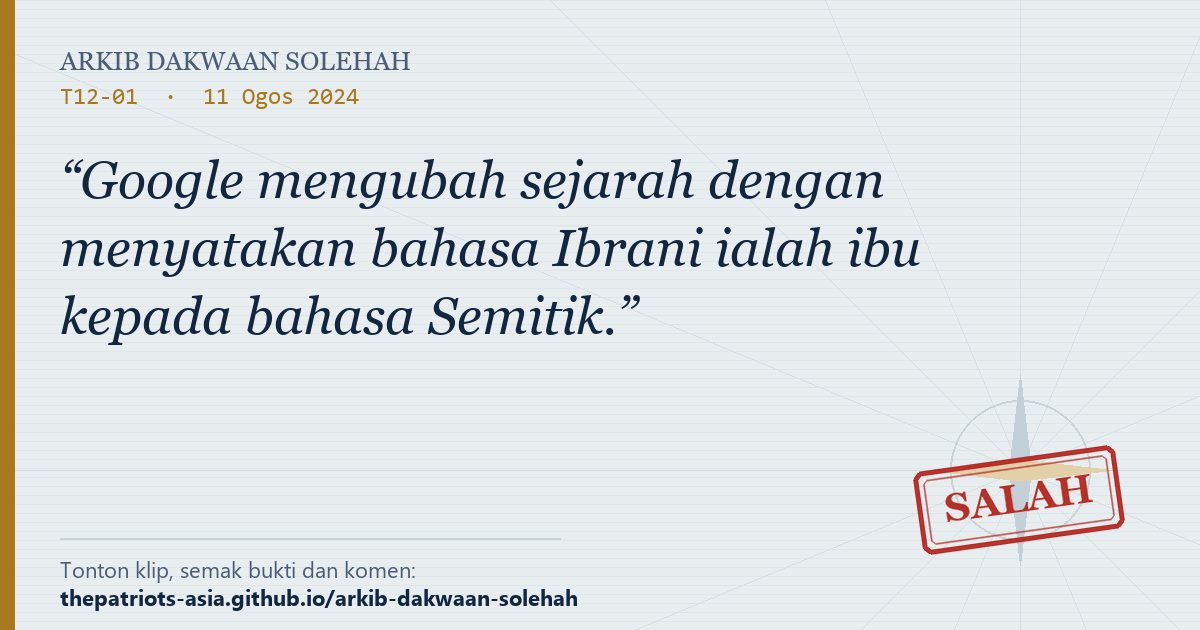 ARKIB DAKWAAN SOLEHAH
T12-01 · 11 Ogos 2024
“Google mengubah sejarah dengan
menyatakan bahasa Ibrani ialah ibu
kepada bahasa Semitik.”
SALAH
Tonton klip, semak bukti dan komen:
thepatriots-asia.github.io/arkib-dakwaan-solehah